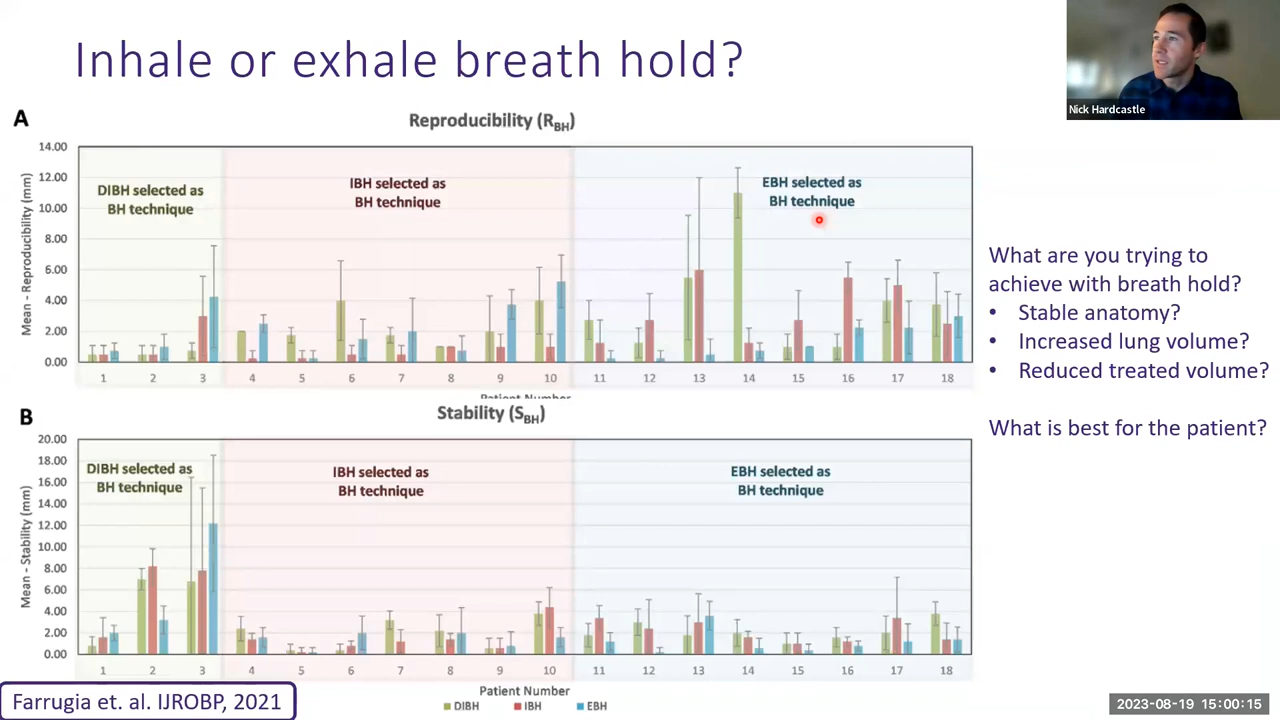 Inhale or exhale breath hold?
Nick Hardcastle
A
Reproducibility (RBH)
Mean - Reproducibility (mm)
14.00
12.00
10.00
8.00
6.00
4.00
2.00
0.00
DIBH selected as
BH technique
IBH selected as
BH technique
EBH selected as
BH technique
1 2 3 4 5 6 7 8 9 10 11 12 13 14 15 16 17 18
Patient Number
B
Stability (SBH)
Mean - Stability (mm)
20.00
18.00
16.00
14.00
12.00
10.00
8.00
6.00
4.00
2.00
0.00
DIBH selected as
BH technique
IBH selected as
BH technique
EBH selected as
BH technique
1 2 3 4 5 6 7 8 9 10 11 12 13 14 15 16 17 18
Patient Number
DIBH IBH EBH
What are you trying to
achieve with breath hold?
• Stable anatomy?
• Increased lung volume?
• Reduced treated volume?
What is best for the patient?
Farrugia et. al. IJROBP, 2021
2023-08-19 15:00:15